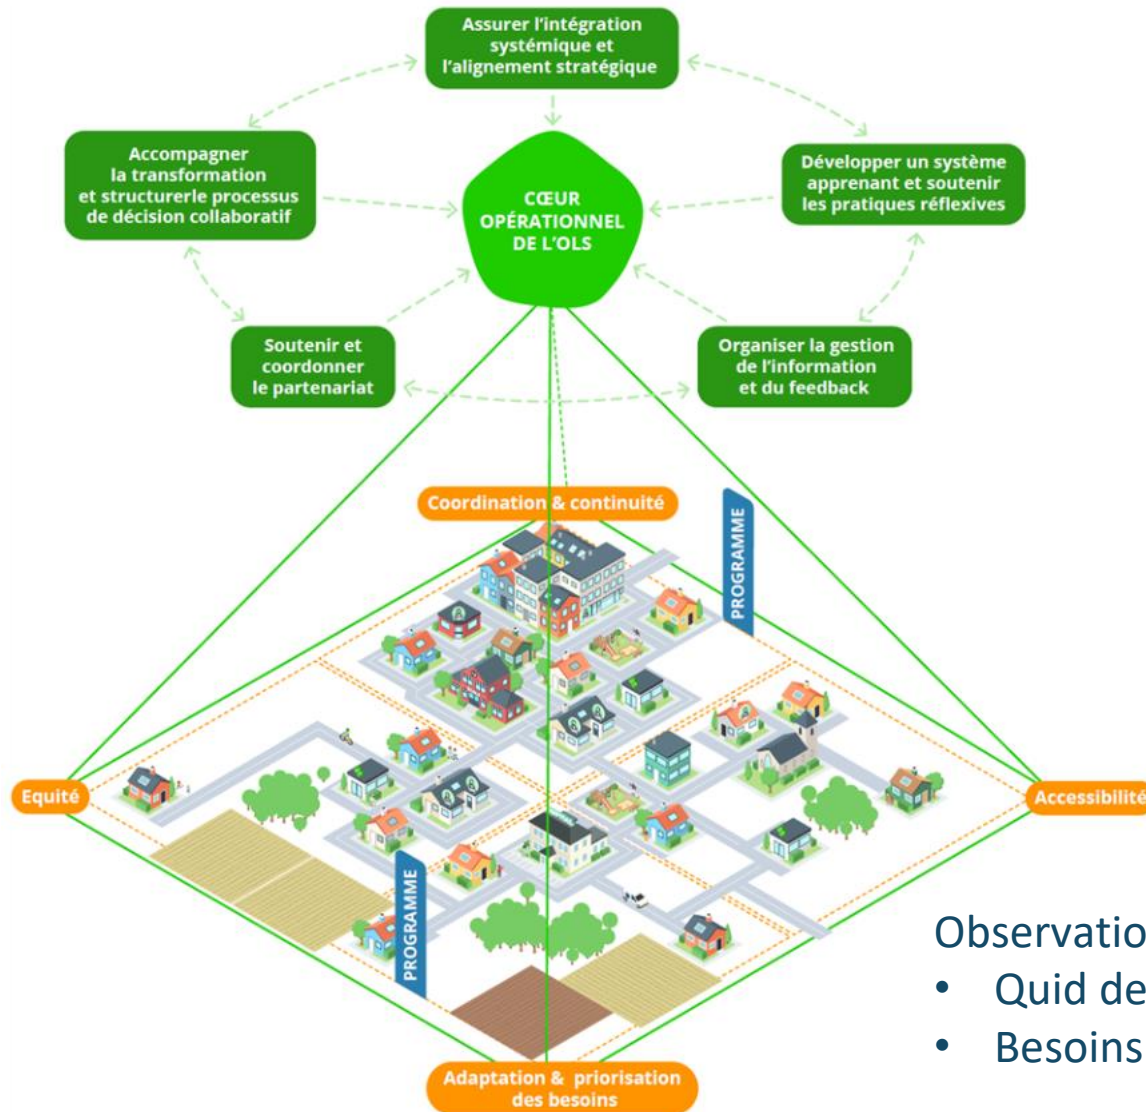 Assurer l'intégration
systémique et
l'alignement stratégique
Accompagner
la transformation
et structurerle processus
de décision collaboratif
CŒUR
OPÉRATIONNEL
DE L'OLS
Développer un système
apprenant et soutenir
les pratiques réflexives
Soutenir et
coordonner
le partenariat
Organiser la gestion
de l'information
et du feedback
Coordination & continuité
PROGRAMME
Equité
Accessibilité
PROGRAMME
Observatio
• Quid de
• Besoins
Adaptation & priorisation
des besoins